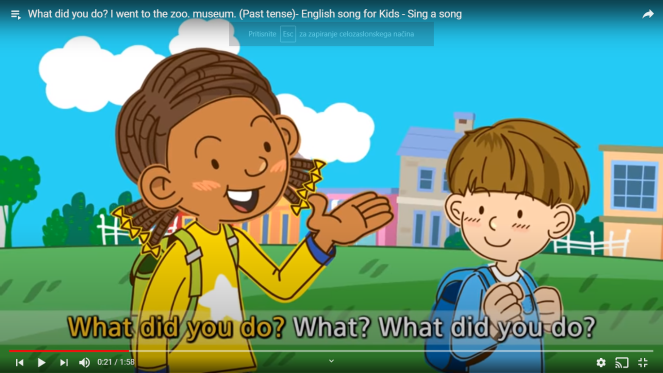 What did you do? I went to the zoo. museum. (Past tense)- English song for Kids - Sing a song
Pritisnite Esc za zapiranje celozaslonskega načina
What did you do? What? What did you do?
0:21 / 1:58